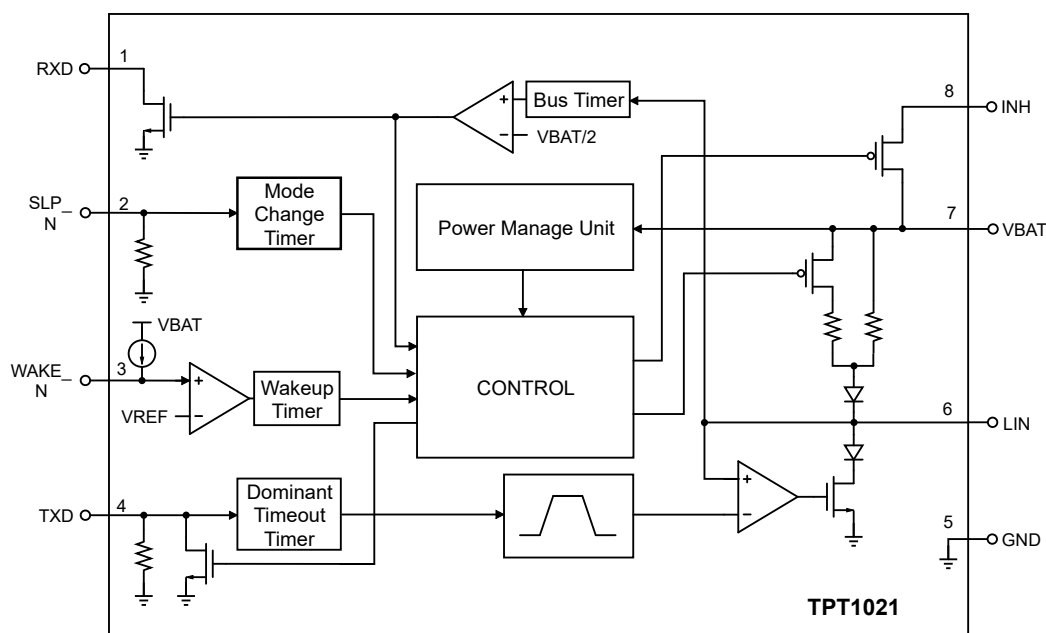 1
RXD
Bus Timer
+
−
VBAT/2
8
INH
SLP_
N
2
Mode
Change
Timer
Power Manage Unit
7
VBAT
VBAT
WAKE_
N
3
+
VREF
−
Wakeup
Timer
CONTROL
6
LIN
TXD
4
Dominant
Timeout
Timer
+
−
5
GND
TPT1021